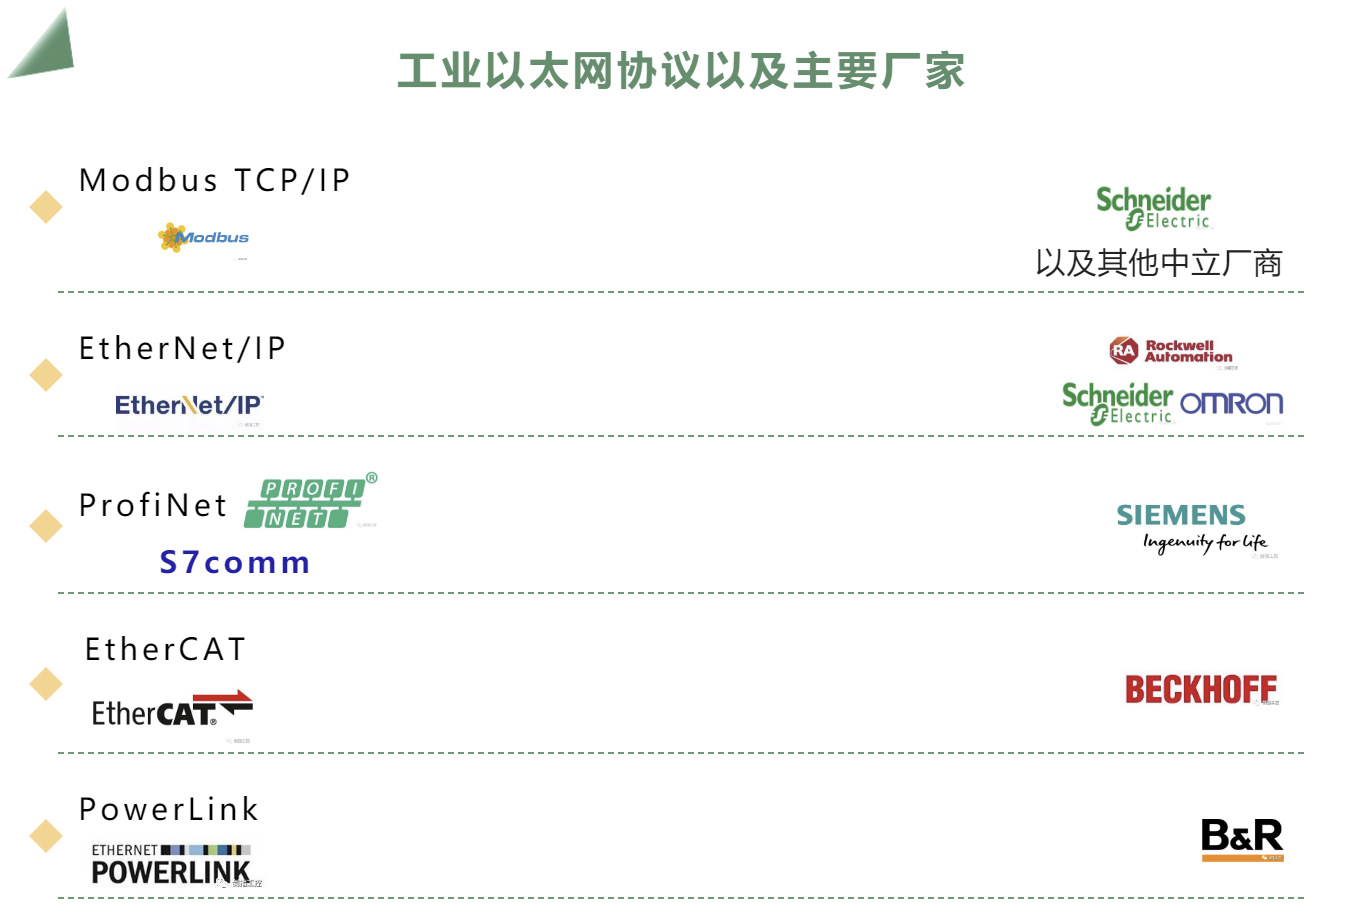 工业以太网协议以及主要厂家
Modbus TCP/IP
Modbus
Schneider
Electric
以及其他中立厂商
EtherNet/IP
EtherNet/IP™
Rockwell
Automation
Schneider
Electric
OMRON
ProfiNet
PROFI®
NET
S7comm
SIEMENS
Ingenuity for life
EtherCAT
EtherCAT®
BECKHOFF
PowerLink
ETHERNET
POWERLINK
B&R